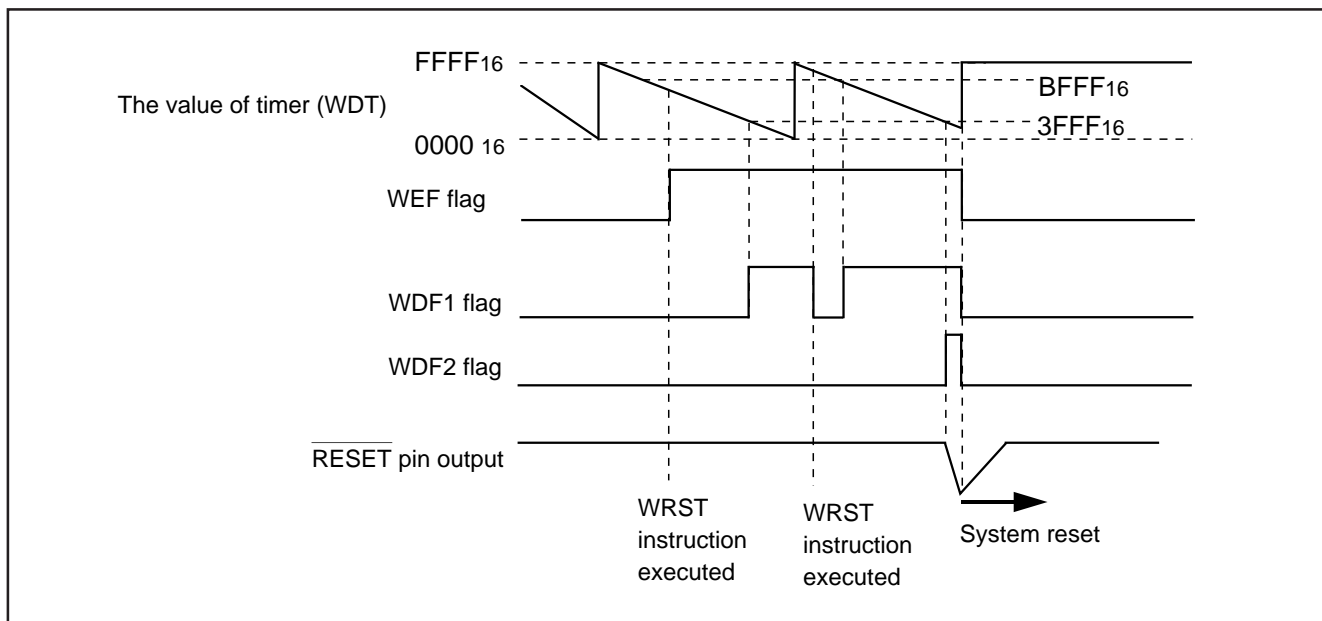 FFFF16
BFFF16
The value of timer (WDT)
3FFF16
0000 16
WEF flag
WDF1 flag
WDF2 flag
RESET pin output
WRST
instruction
executed
WRST
instruction
executed
System reset